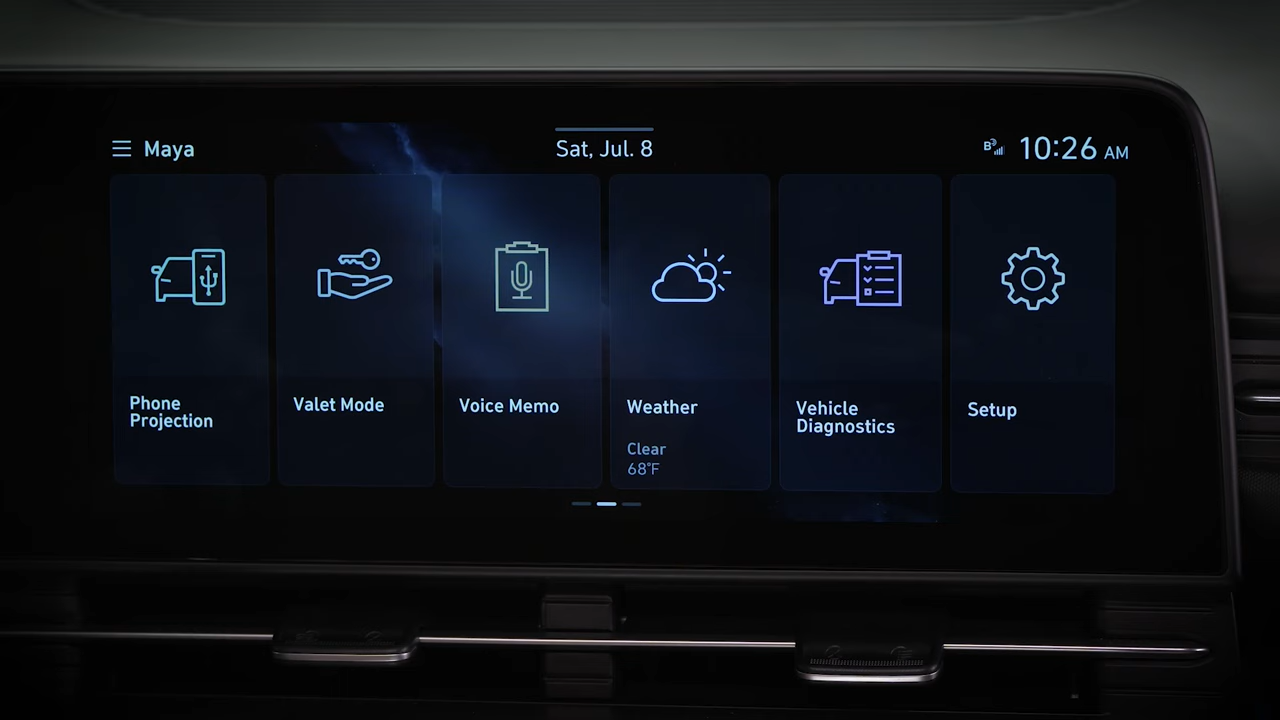 Maya
Sat, Jul. 8
10:26 AM
Phone
Projection
Valet Mode
Voice Memo
Weather
Clear
68°F
Vehicle
Diagnostics
Setup